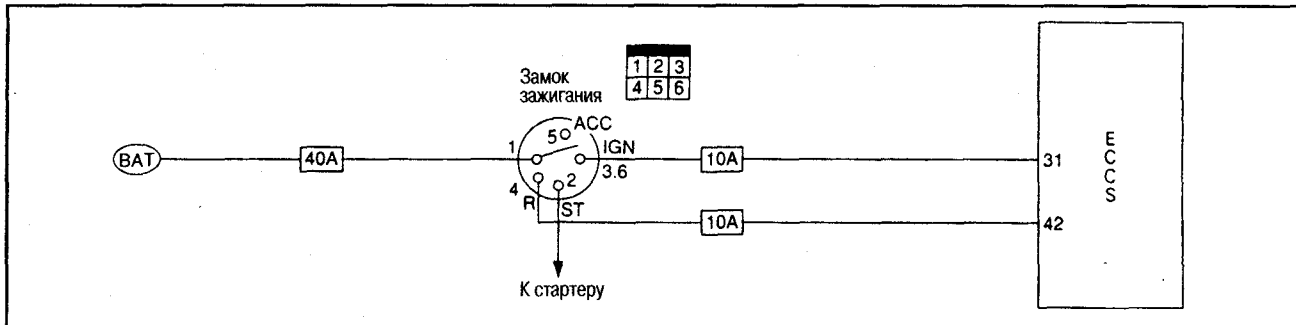 Замок
зажигания
1 2 3
4 5 6
BAT
40A
1
5
ACC
IGN
3.6
4
R
2
ST
10A
10A
31
42
ECCS
К стартеру